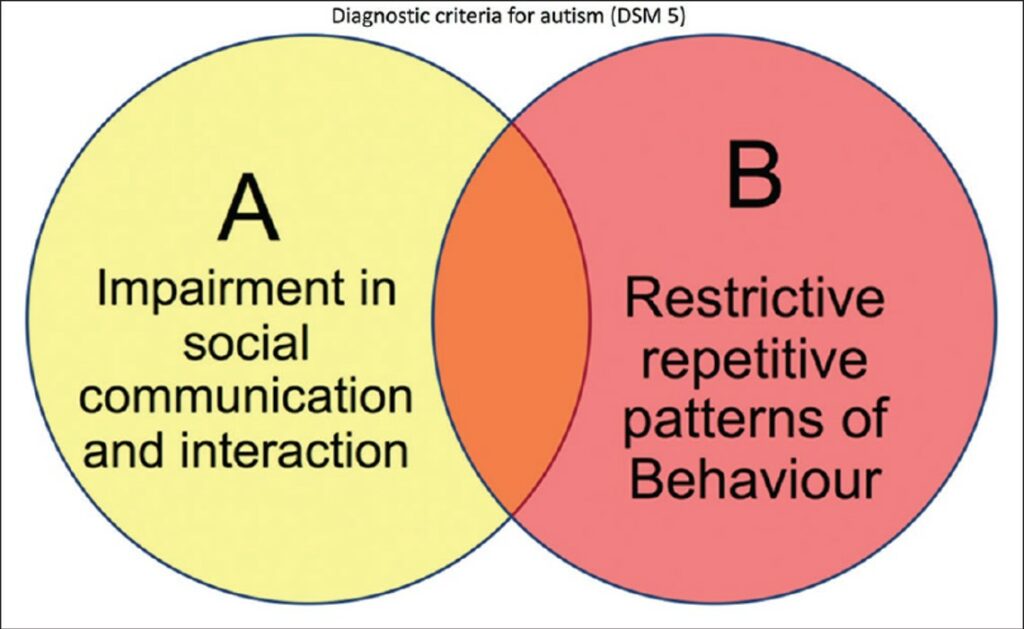 Diagnostic criteria for autism (DSM 5)
A
Impairment in
social
communication
and interaction
B
Restrictive
repetitive
patterns of
Behaviour